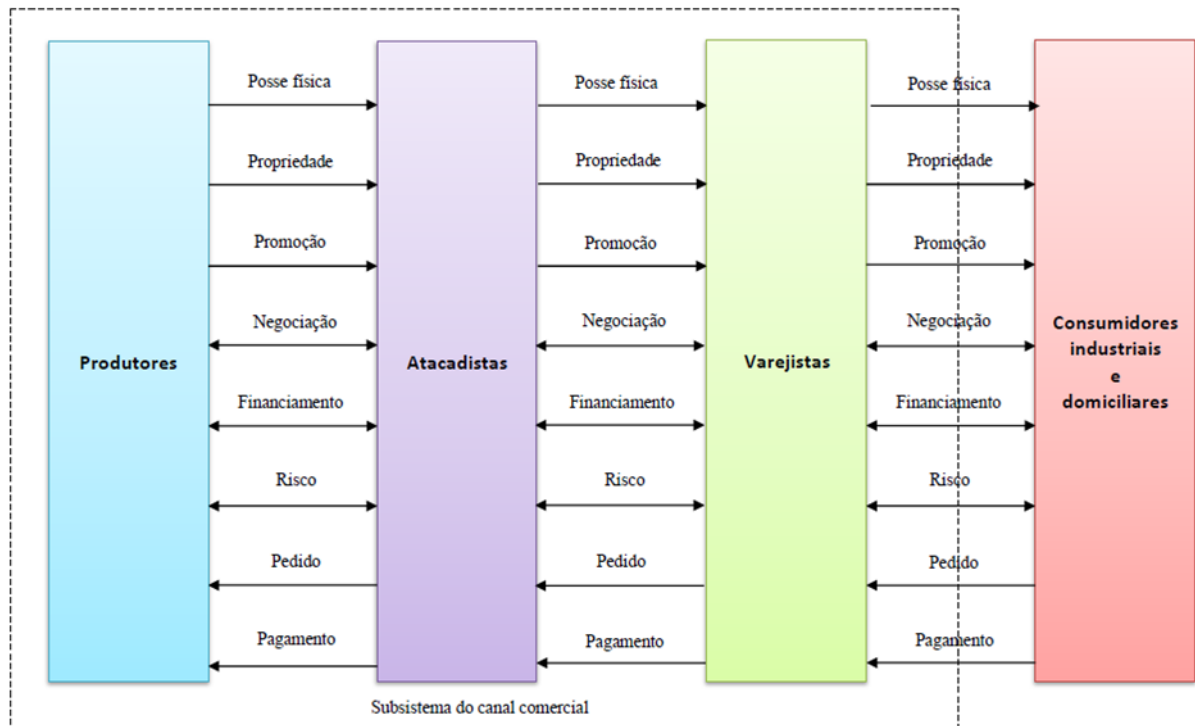 Posse física
Posse física
Posse física
Propriedade
Propriedade
Propriedade
Promoção
Promoção
Promoção
Negociação
Negociação
Negociação
Produtores
Atacadistas
Varejistas
Consumidores
industriais
e
domiciliares
Financiamento
Financiamento
Financiamento
Risco
Risco
Risco
Pedido
Pedido
Pedido
Pagamento
Pagamento
Pagamento
Subsistema do canal comercial